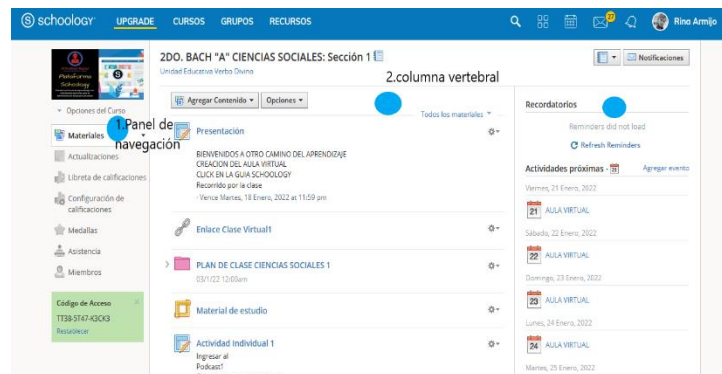 schoology
UPGRADE
CURSOS
GRUPOS
RECURSOS
27
Rina Armijo
Plataforma
Schoology
2DO. BACH "A" CIENCIAS SOCIALES: Sección 1
Unidad Educativa Verbo Divino
2.columna vertebral
Notificaciones
Opciones del Curso
Materiales
1.Panel de
navegación
Actualizaciones
Libreta de calificaciones
Configuración de
calificaciones
Medallas
Asistencia
Miembros
Código de Acceso
TT38-5T47-K3CK3
Restablecer
Agregar Contenido
Opciones
Todos los materiales
Presentación
BIENVENIDOS A OTRO CAMINO DEL APRENDIZAJE
CREACION DEL AULA VIRTUAL
CLICK EN LA GUIA SCHOOLOGY
Recorrido por la clase
· Vence Martes, 18 Enero, 2022 at 11:59 pm
Enlace Clase Virtual1
PLAN DE CLASE CIENCIAS SOCIALES 1
03/1/22 12:00am
Material de estudio
Actividad Individual 1
Ingresar al
Podcast1
Recordatorios
Reminders did not load
Refresh Reminders
Actividades próximas ·
Agregar evento
Viernes, 21 Enero, 2022
21 AULA VIRTUAL
Sábado, 22 Enero, 2022
22 AULA VIRTUAL
Domingo, 23 Enero, 2022
23 AULA VIRTUAL
Lunes, 24 Enero, 2022
24 AULA VIRTUAL
Martes, 25 Enero, 2022